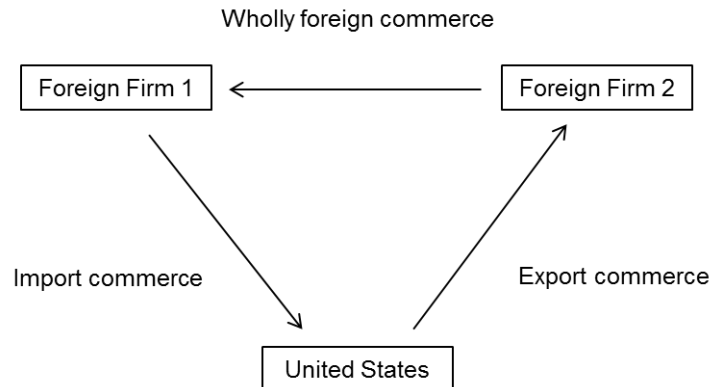 Wholly foreign commerce
Foreign Firm 1
Foreign Firm 2
Import commerce
Export commerce
United States